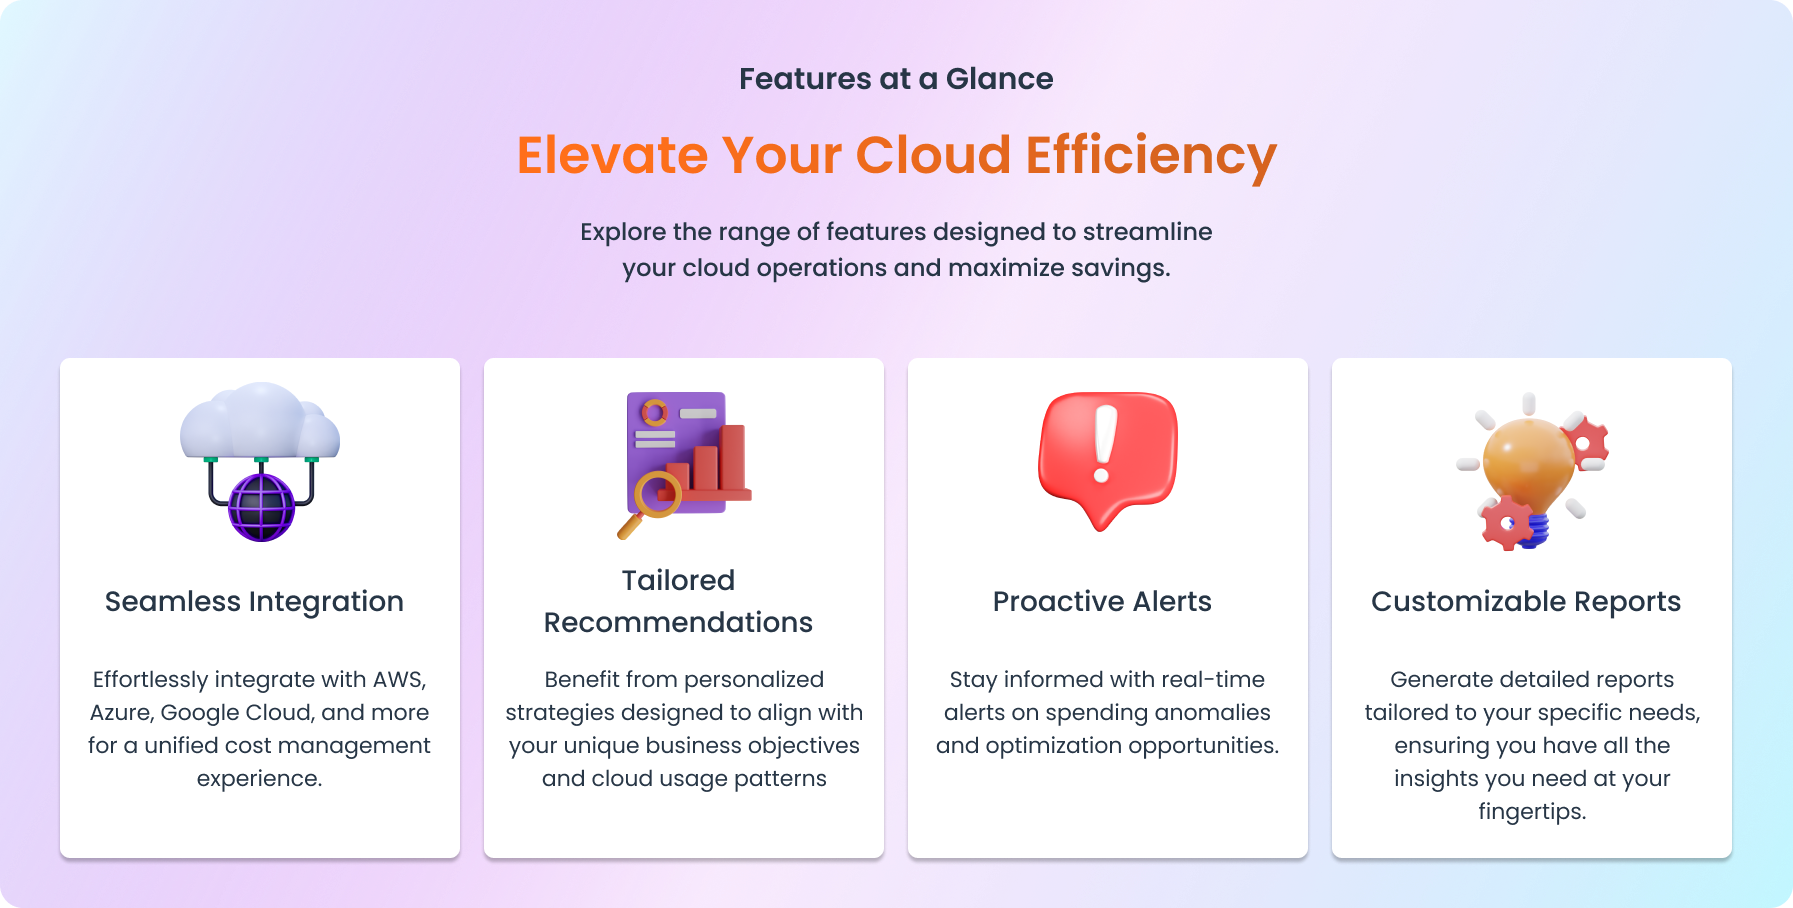 Features at a Glance
Elevate Your Cloud Efficiency
Explore the range of features designed to streamline
your cloud operations and maximize savings.
Seamless Integration
Effortlessly integrate with AWS,
Azure, Google Cloud, and more
for a unified cost management
experience.
Tailored
Recommendations
Benefit from personalized
strategies designed to align with
your unique business objectives
and cloud usage patterns
Proactive Alerts
Stay informed with real-time
alerts on spending anomalies
and optimization opportunities.
Customizable Reports
Generate detailed reports
tailored to your specific needs,
ensuring you have all the
insights you need at your
fingertips.